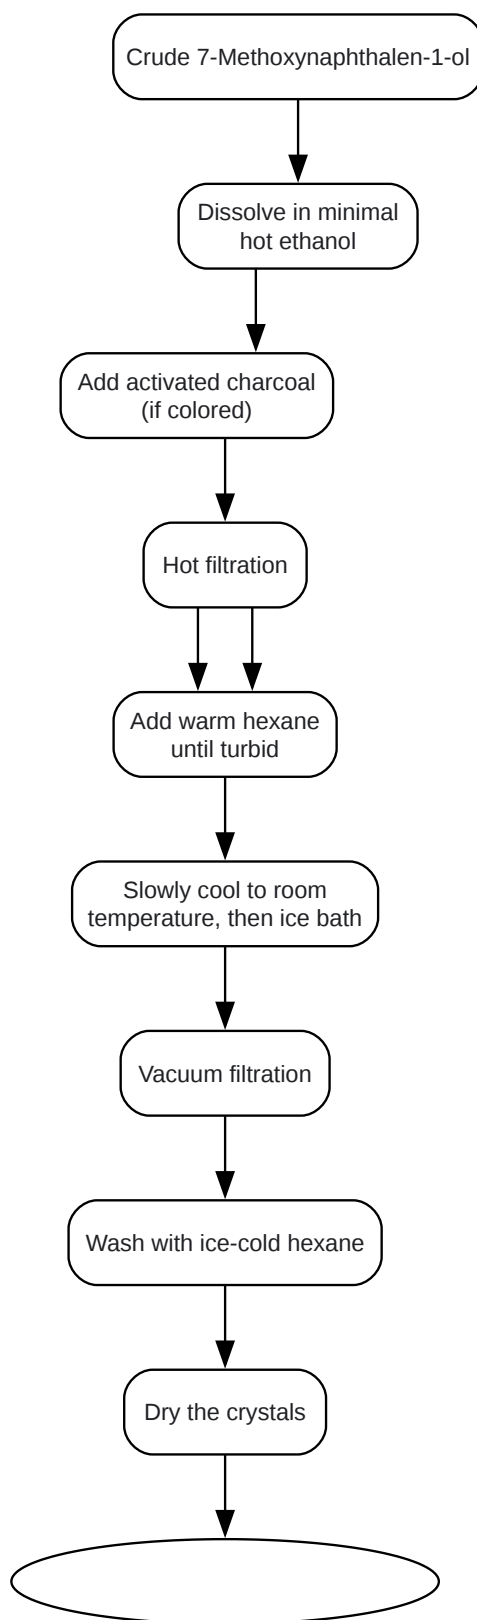 Crude 7-Methoxynaphthalen-1-ol
Dissolve in minimal
hot ethanol
Add activated charcoal
(if colored)
Hot filtration
Add warm hexane
until turbid
Slowly cool to room
temperature, then ice bath
Vacuum filtration
Wash with ice-cold hexane
Dry the crystals